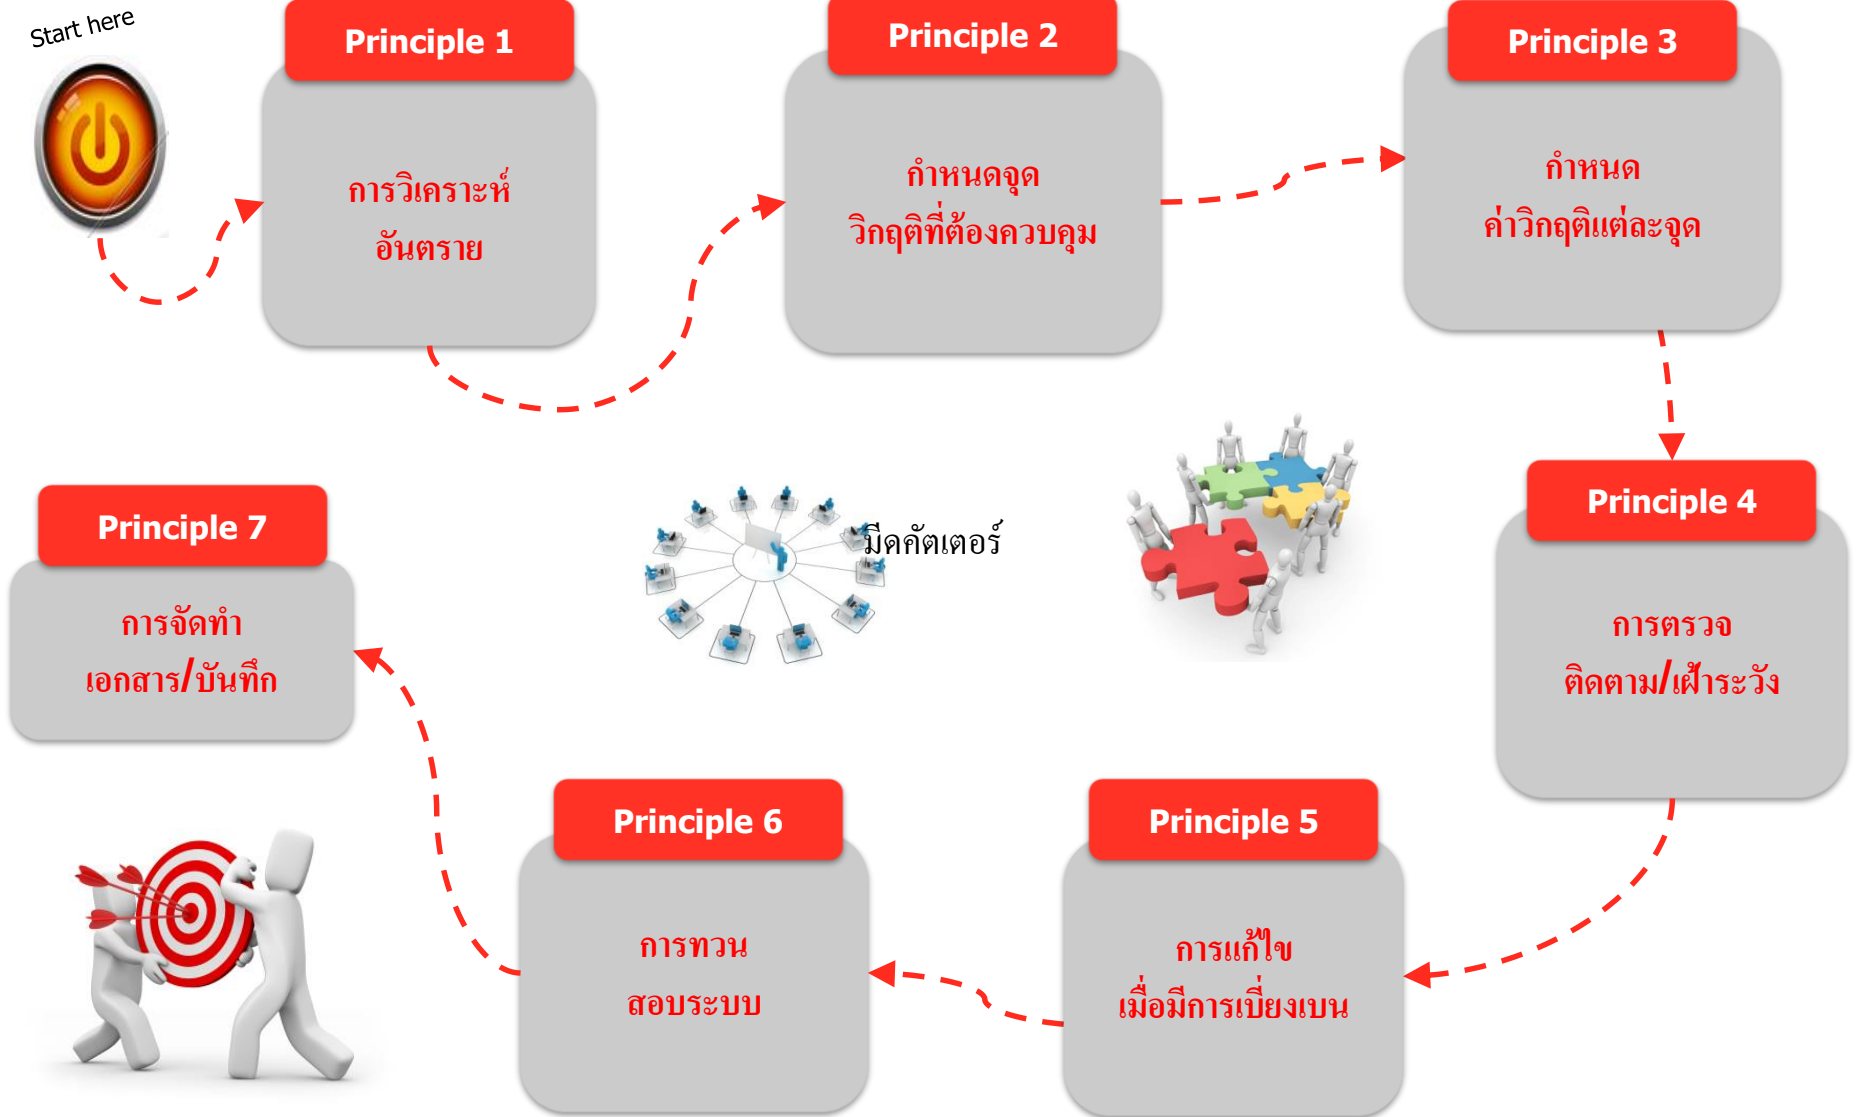 Start here
Principle 1
การวิเคราะห์
อันตราย
Principle 2
กำหนดจุด
วิกฤติที่ต้องควบคุม
Principle 3
กำหนด
ค่าวิกฤติแต่ละจุด
Principle 4
การตรวจ
ติดตาม/เฝ้าระวัง
มีดคัตเตอร์
Principle 5
การแก้ไข
เมื่อมีการเบี่ยงเบน
Principle 6
การทวน
สอบระบบ
Principle 7
การจัดทำ
เอกสาร/บันทึก